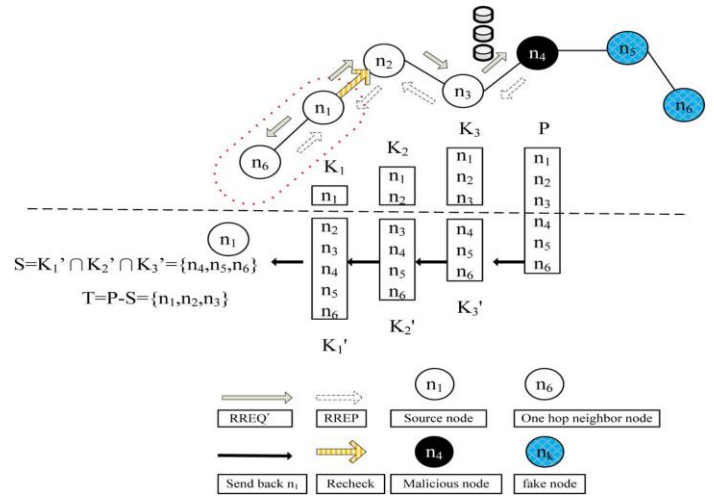 n2
n4
n5
n1
n3
n6
n6
K1
K2
K3
P
n1
n1
n2
n1
n2
n3
n1
n2
n3
n4
n5
n6
n1
S=K1'∩K2'∩K3'={n4,n5,n6}
T=P-S={n1,n2,n3}
n2
n3
n4
n5
n6
K1'
n3
n4
n5
n6
K2'
n4
n5
n6
K3'
n1
n6
RREQ' RREP Source node One hop neighbor node
n4
nk
Send back n1 Recheck Malicious node fake node